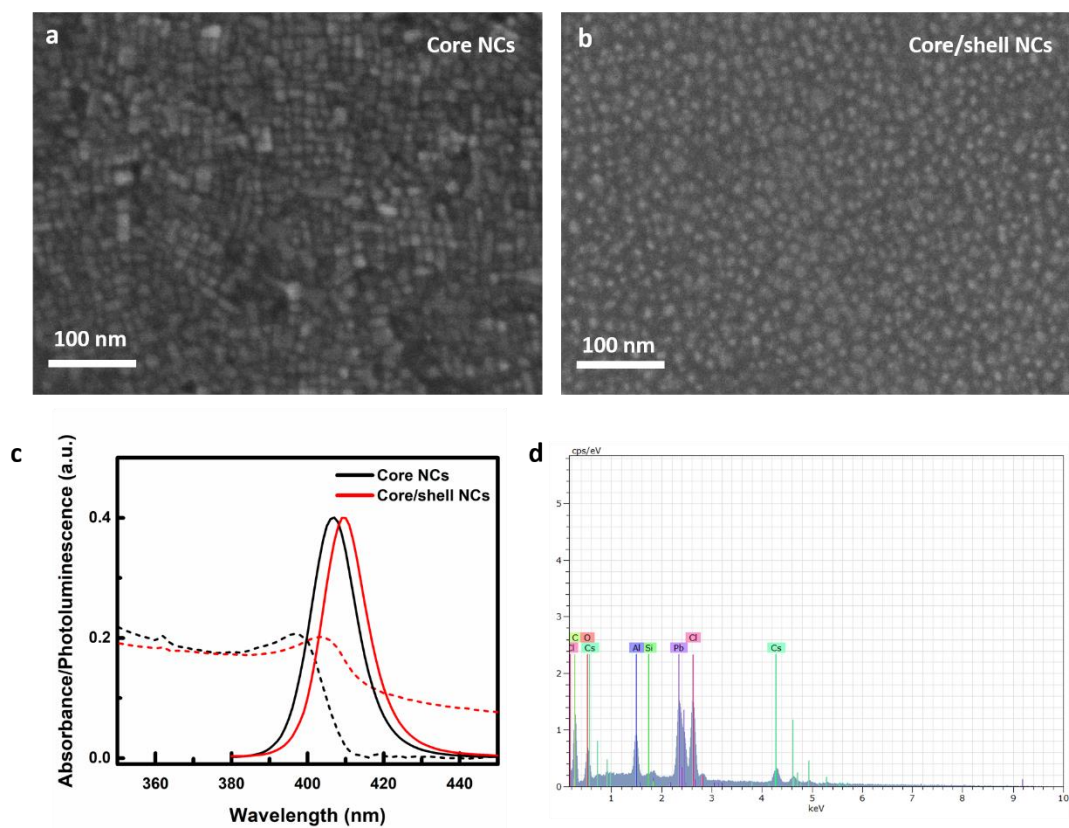 a
Core NCs
100 nm
b
Core/shell NCs
100 nm
c
Absorbance/Photoluminescence (a.u.)
0.4
0.2
0.0
Core NCs
Core/shell NCs
360 380 400 420 440
Wavelength (nm)
d
cps/eV
5
4
3
2
1
0
C O
Cl Cs Al Si Pb Cl Cs
1 2 3 4 5 6 7 8 9 10
keV